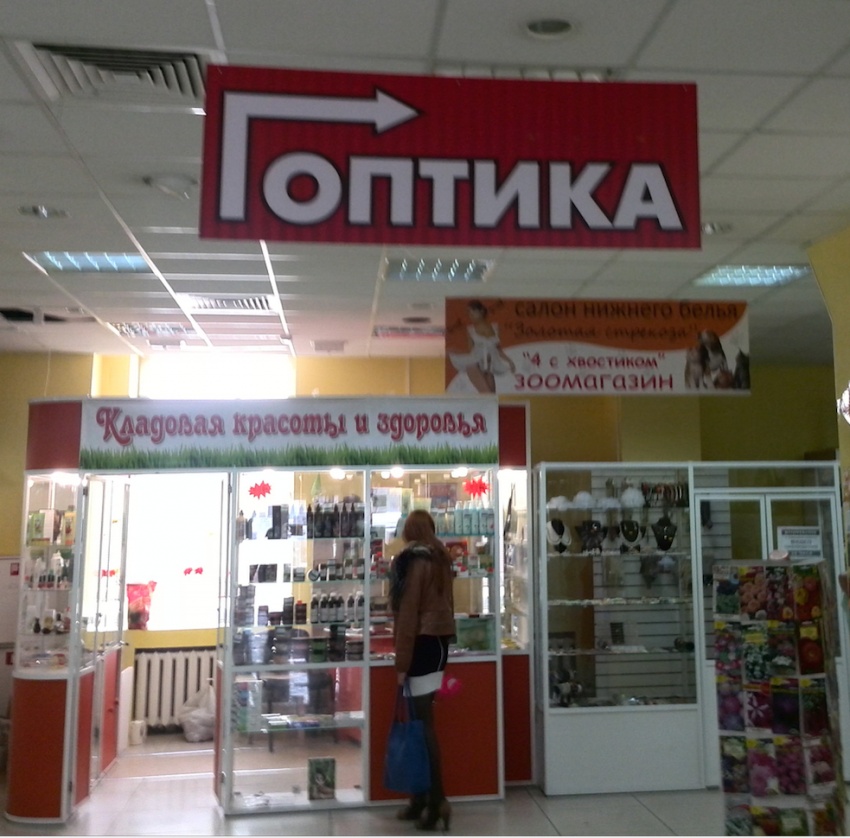 ОПТИКА
салон нижнего белья
"Золотая стрекоза"
"4 с хвостиком"
зоомагазин
Кладовая красоты и здоровья